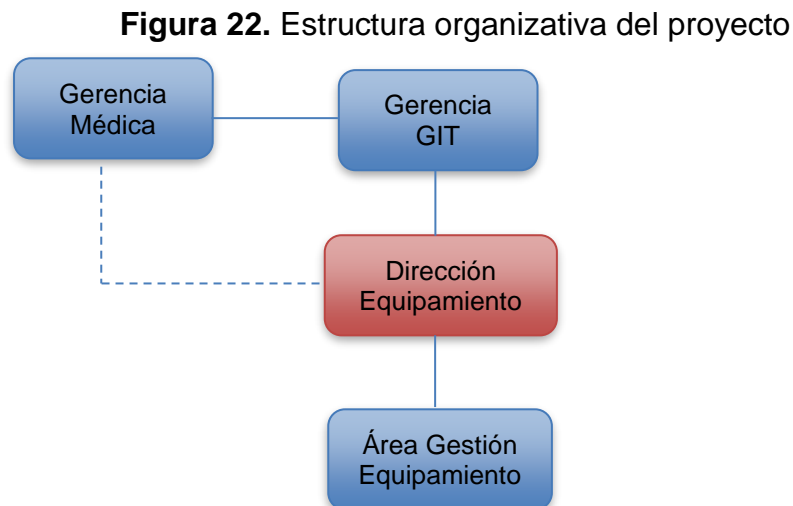 Figura 22. Estructura organizativa del proyecto
Gerencia
Médica
Gerencia
GIT
Dirección
Equipamiento
Área Gestión
Equipamiento